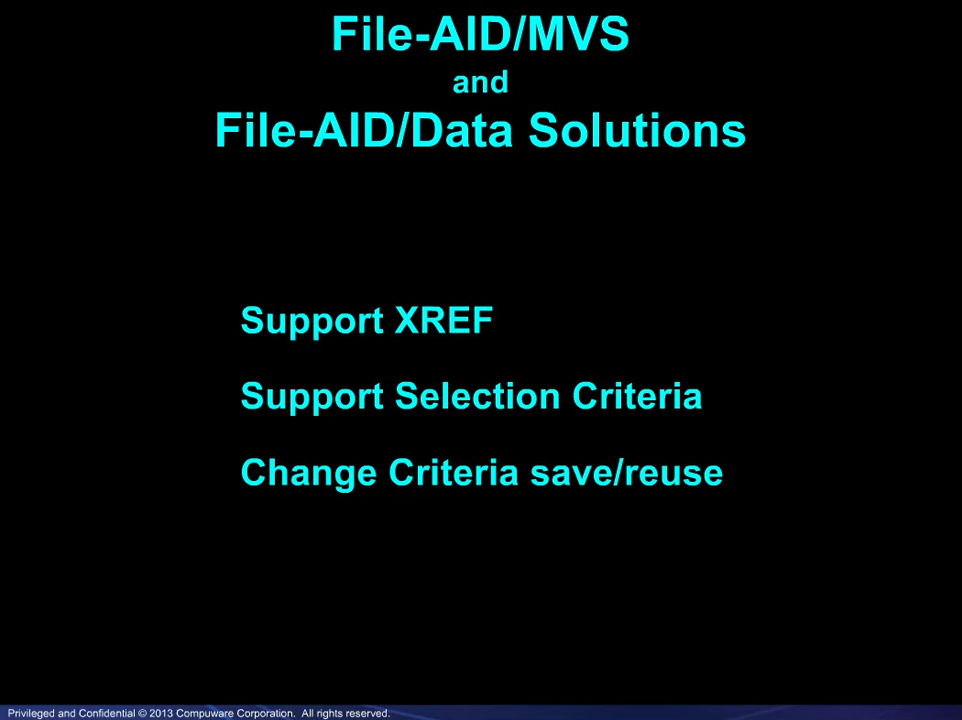 File-AID/MVS
and
File-AID/Data Solutions
Support XREF
Support Selection Criteria
Change Criteria save/reuse
Privileged and Confidential © 2013 Compuware Corporation. All rights reserved.